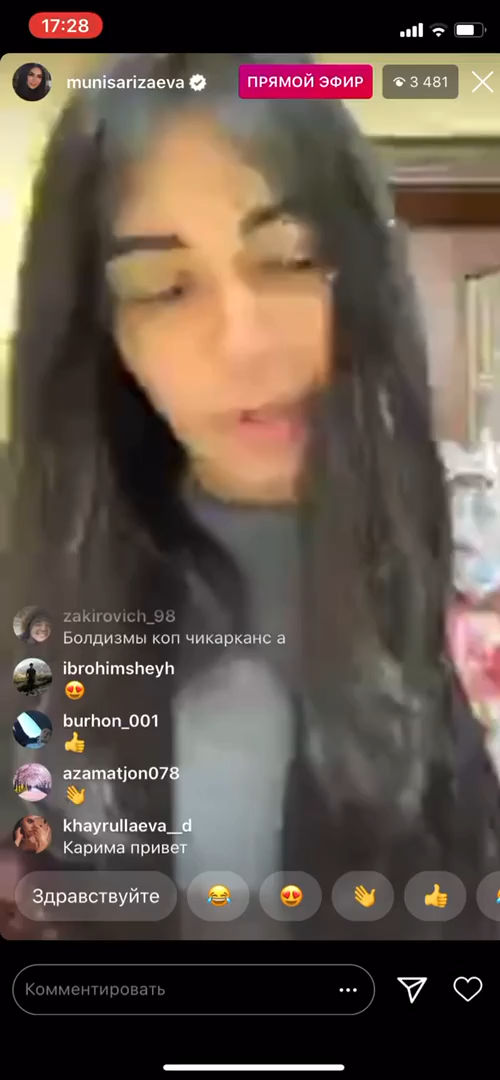 17:28
munisarizaeva
ПРЯМОЙ ЭФИР
3 481
zakirovich_98
Болдизмы коп чикарканс а
ibrohimsheyh
😍
burhon_001
👍
azamatjon078
👋
khayrullaeva__d
Карима привет
Здравствуйте 😂 😍 👋 👍
Комментировать